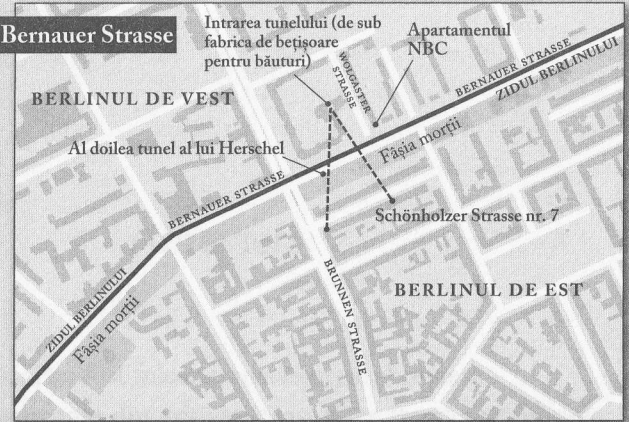 Bernauer Strasse
Intrarea tunelului (de sub
fabrica de bețișoare
pentru băuturi)
Apartamentul
NBC
WOLGASTER
STRASSE
BERNAUER STRASSE
ZIDUL BERLINULUI
BERLINUL DE VEST
Fâșia morții
Al doilea tunel al lui Herschel
BERNAUER STRASSE
Schönholzer Strasse nr. 7
BRUNNEN STRASSE
BERLINUL DE EST
ZIDUL BERLINULUI
Fâșia morții